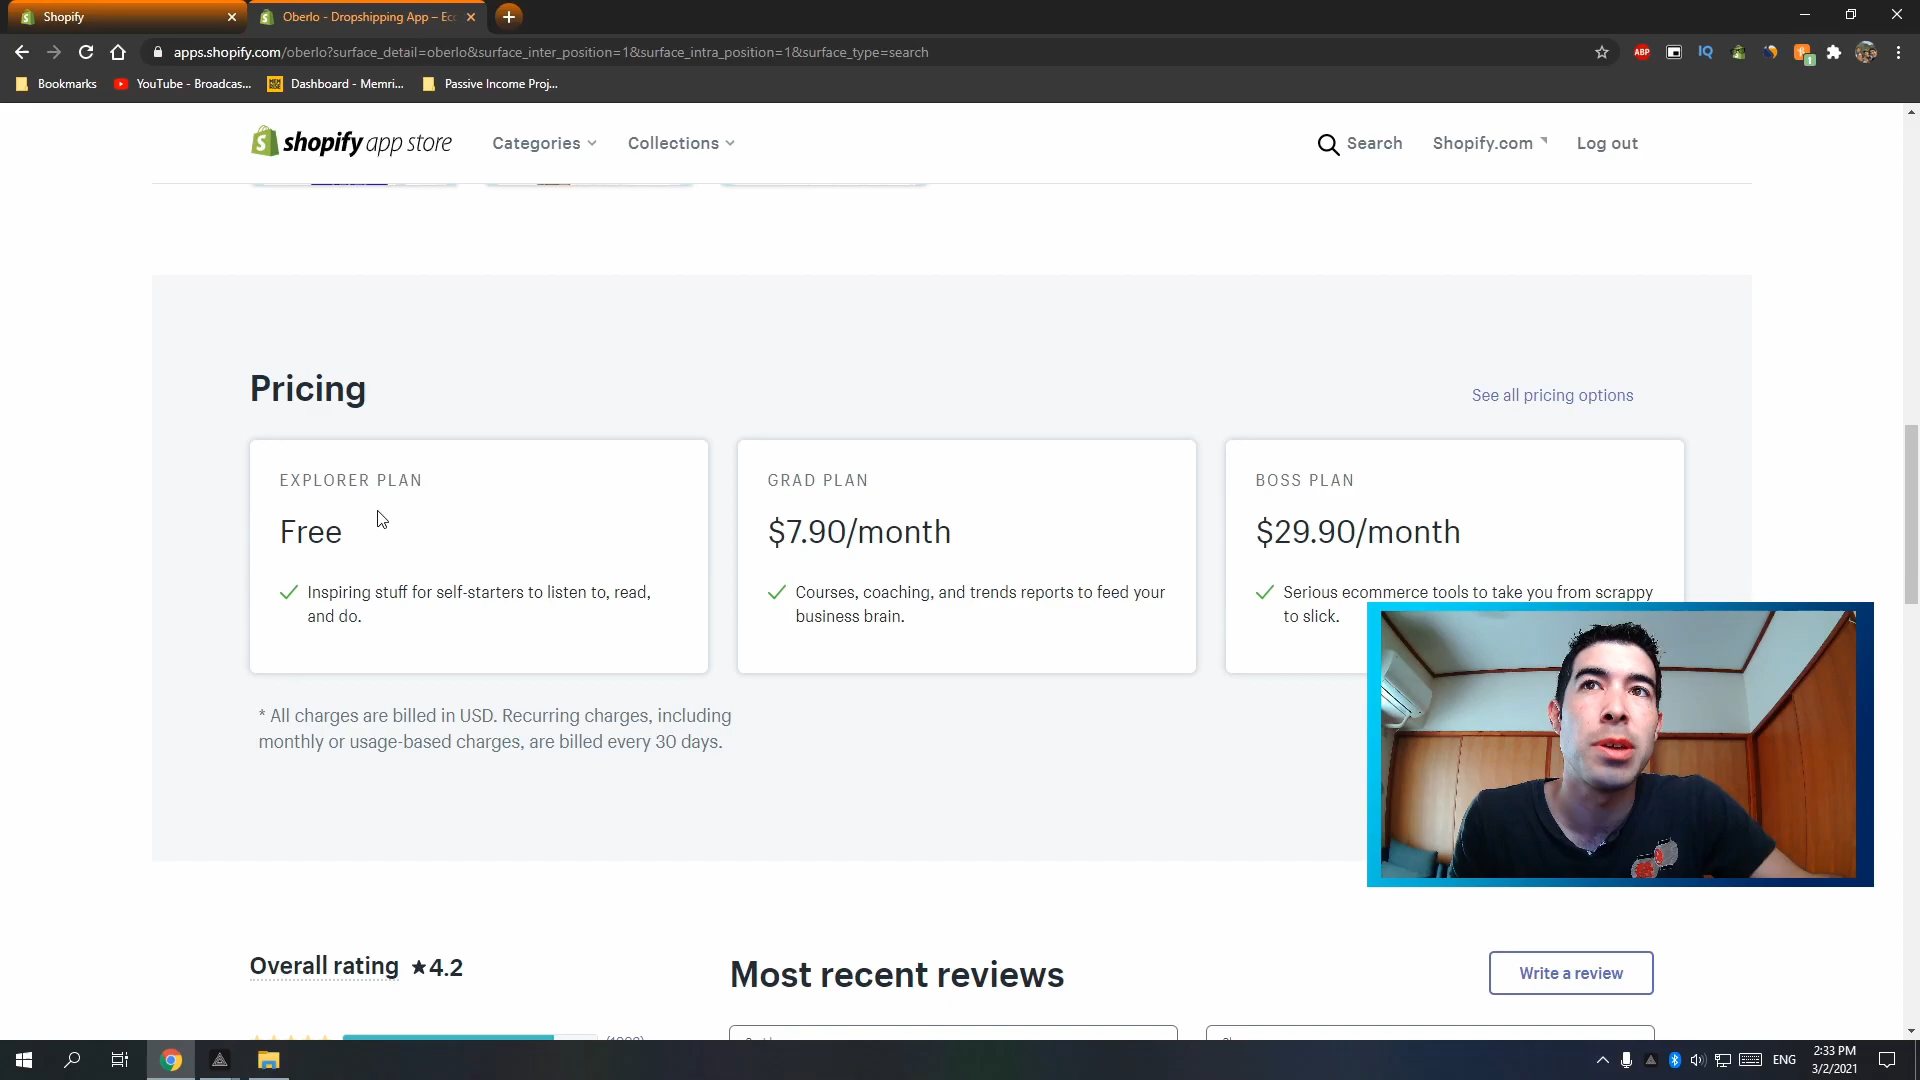 Shopify
Oberlo - Dropshipping App – Ec
apps.shopify.com/oberlo?surface_detail=oberlo&surface_inter_position=1&surface_intra_position=1&surface_type=search
ABP
IQ
1
Bookmarks
YouTube - Broadcas...
Dashboard - Memri...
Passive Income Proj...
shopify app store
Categories
Collections
Search
Shopify.com
Log out
Pricing
See all pricing options
EXPLORER PLAN
Free
Inspiring stuff for self-starters to listen to, read,
and do.
GRAD PLAN
$7.90/month
Courses, coaching, and trends reports to feed your
business brain.
BOSS PLAN
$29.90/month
Serious ecommerce tools to take you from scrappy
to slick.
* All charges are billed in USD. Recurring charges, including
monthly or usage-based charges, are billed every 30 days.
Overall rating ★4.2
Most recent reviews
Write a review
ENG
2:33 PM
3/2/2021